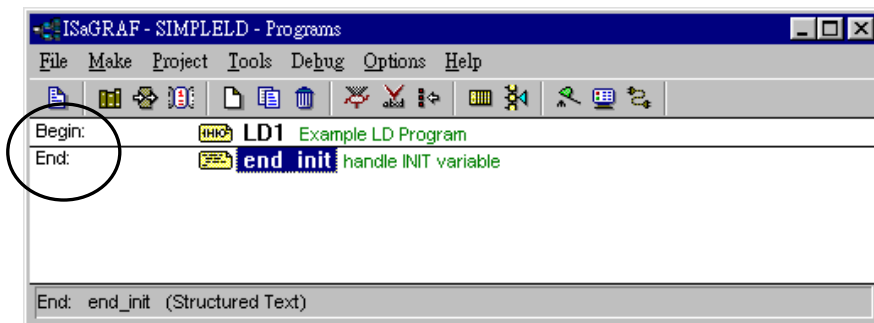 ISaGRAF - SIMPLELD - Programs
File Make Project Tools Debug Options Help
Begin: LD1 Example LD Program
End: end_init handle INIT variable
End: end_init (Structured Text)